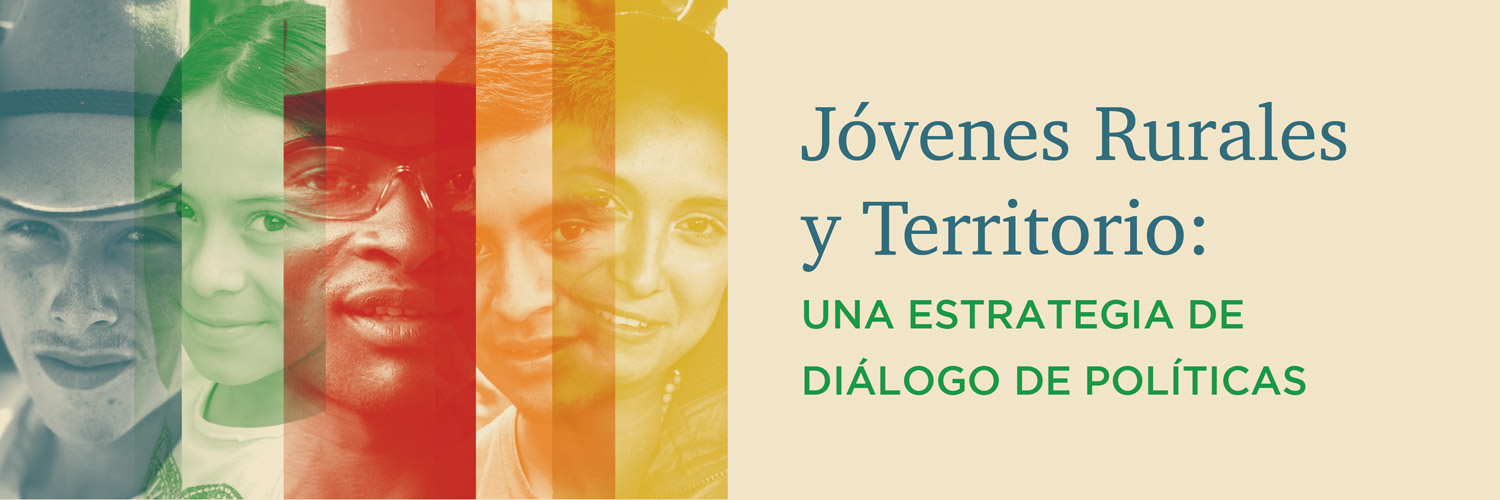 Jóvenes Rurales
y Territorio:
UNA ESTRATEGIA DE
DIÁLOGO DE POLÍTICAS